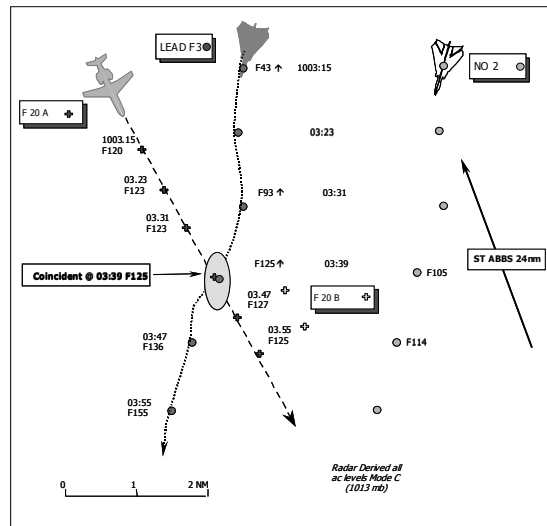 LEAD F3
F43 ↑ 1003:15
NO 2
F 20 A
1003.15
F120
03:23
03.23
F123
F93 ↑ 03:31
03.31
F123
ST ABBS 24nm
Coincident @ 03:39 F125
F125 ↑ 03:39
F105
03.47
F127
F 20 B
03.55
F125
03:47
F136
F114
03:55
F155
Radar Derived all
ac levels Mode C
(1013 mb)
0 1 2 NM